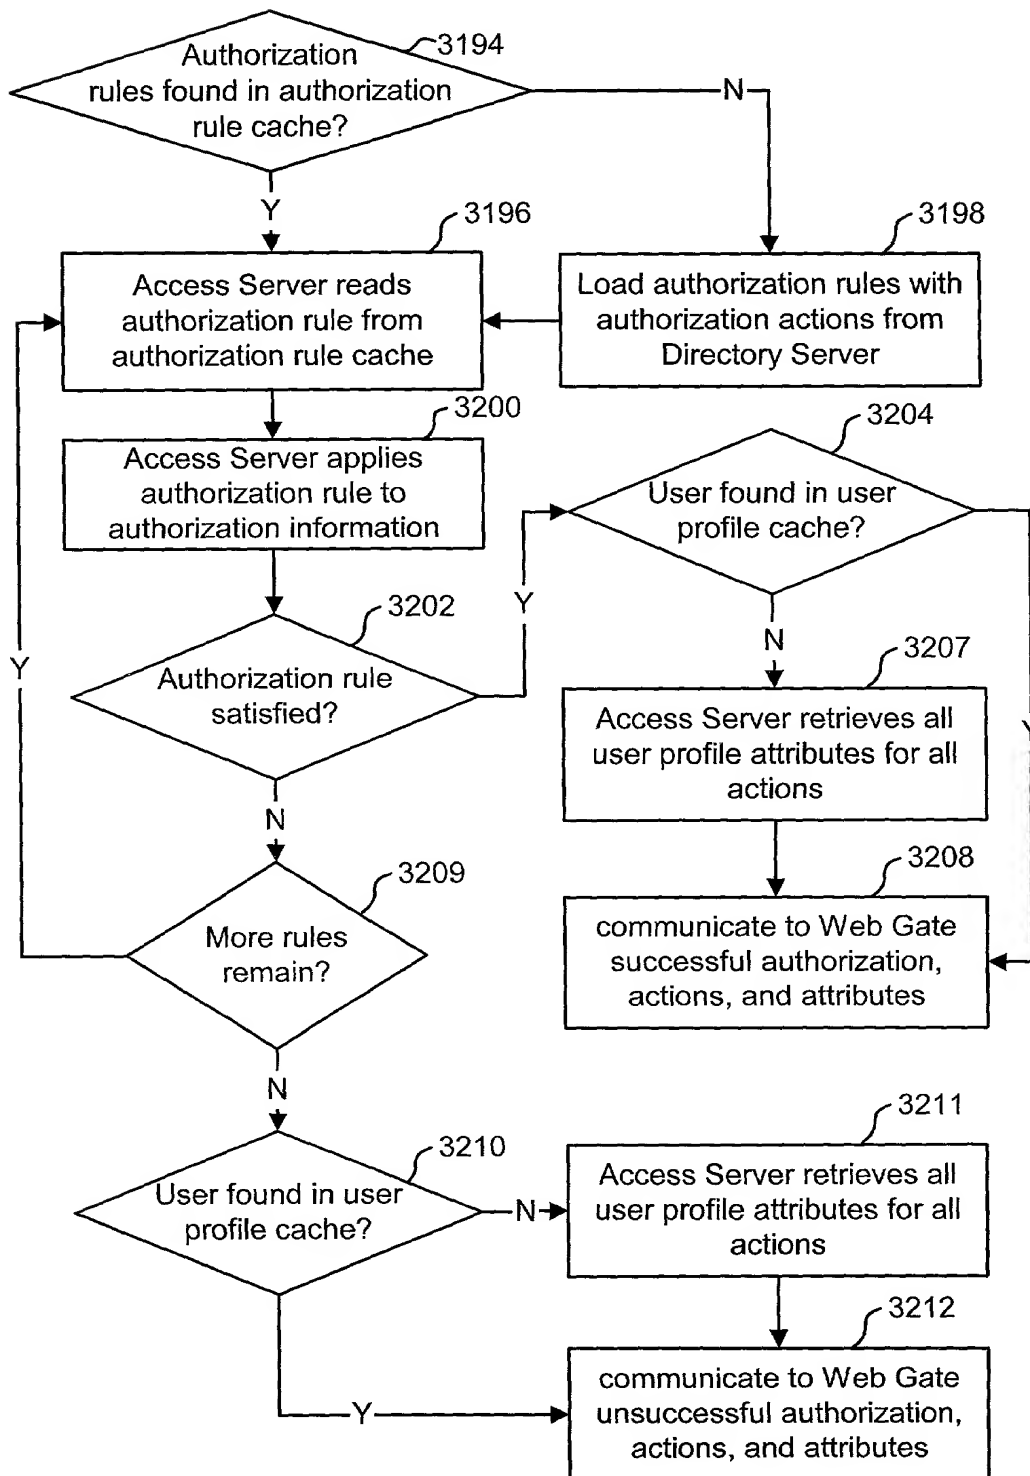 3194
Authorization
rules found in authorization
rule cache?
N
Y
3196
Access Server reads
authorization rule from
authorization rule cache
3198
Load authorization rules with
authorization actions from
Directory Server
3200
Access Server applies
authorization rule to
authorization information
3204
User found in user
profile cache?
Y
Y
N
3202
Authorization rule
satisfied?
Y
N
3207
Access Server retrieves all
user profile attributes for all
actions
Y
3208
communicate to Web Gate
successful authorization,
actions, and attributes
3209
More rules
remain?
N
3210
User found in user
profile cache?
N
3211
Access Server retrieves all
user profile attributes for all
actions
3212
communicate to Web Gate
unsuccessful authorization,
actions, and attributes
Y